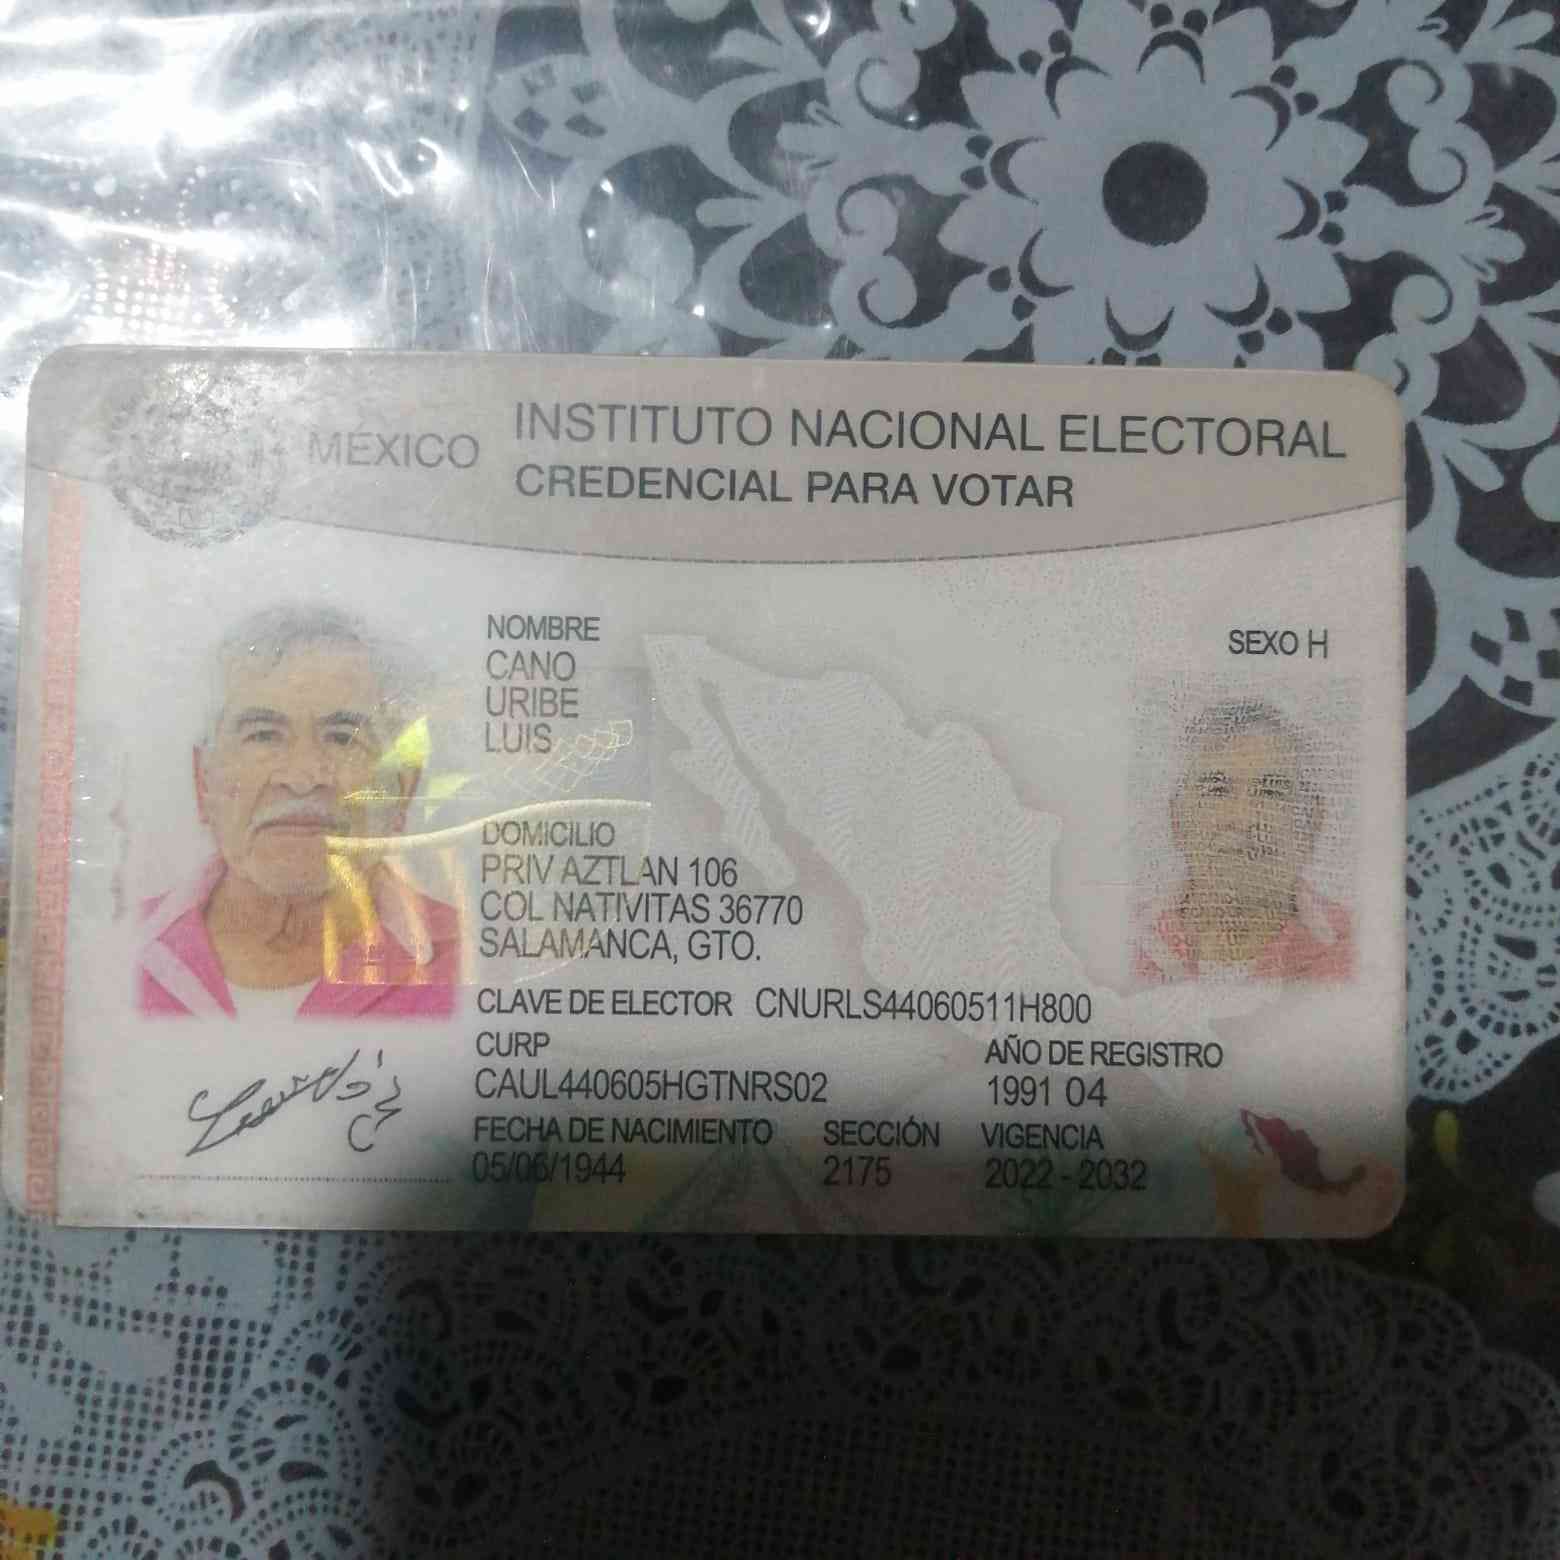 MÉXICO INSTITUTO NACIONAL ELECTORAL
CREDENCIAL PARA VOTAR
NOMBRE
CANO
URIBE
LUIS
SEXO H
DOMICILIO
PRIV AZTLAN 106
COL NATIVITAS 36770
SALAMANCA, GTO.
CLAVE DE ELECTOR CNURLS44060511H800
CURP
CAUL440605HGTNRS02
AÑO DE REGISTRO
1991 04
FECHA DE NACIMIENTO
05/06/1944
SECCIÓN
2175
VIGENCIA
2022 - 2032